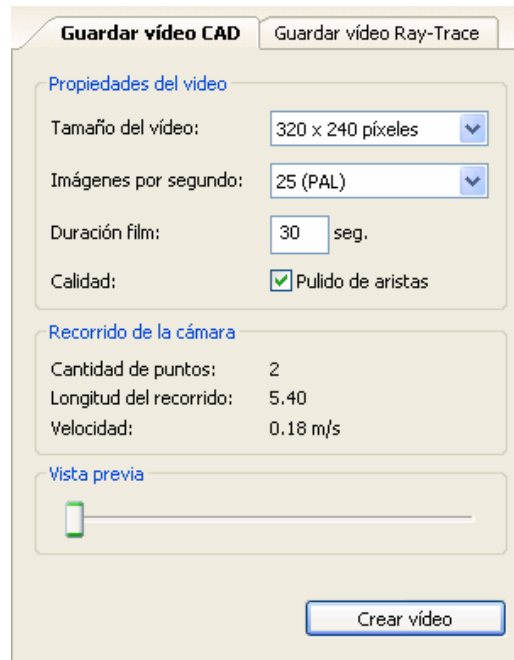 Guardar vídeo CAD Guardar vídeo Ray-Trace
Propiedades del video
Tamaño del vídeo: 320 x 240 píxeles
Imágenes por segundo: 25 (PAL)
Duración film: 30 seg.
Calidad: Pulido de aristas
Recorrido de la cámara
Cantidad de puntos: 2
Longitud del recorrido: 5.40
Velocidad: 0.18 m/s
Vista previa
Crear vídeo